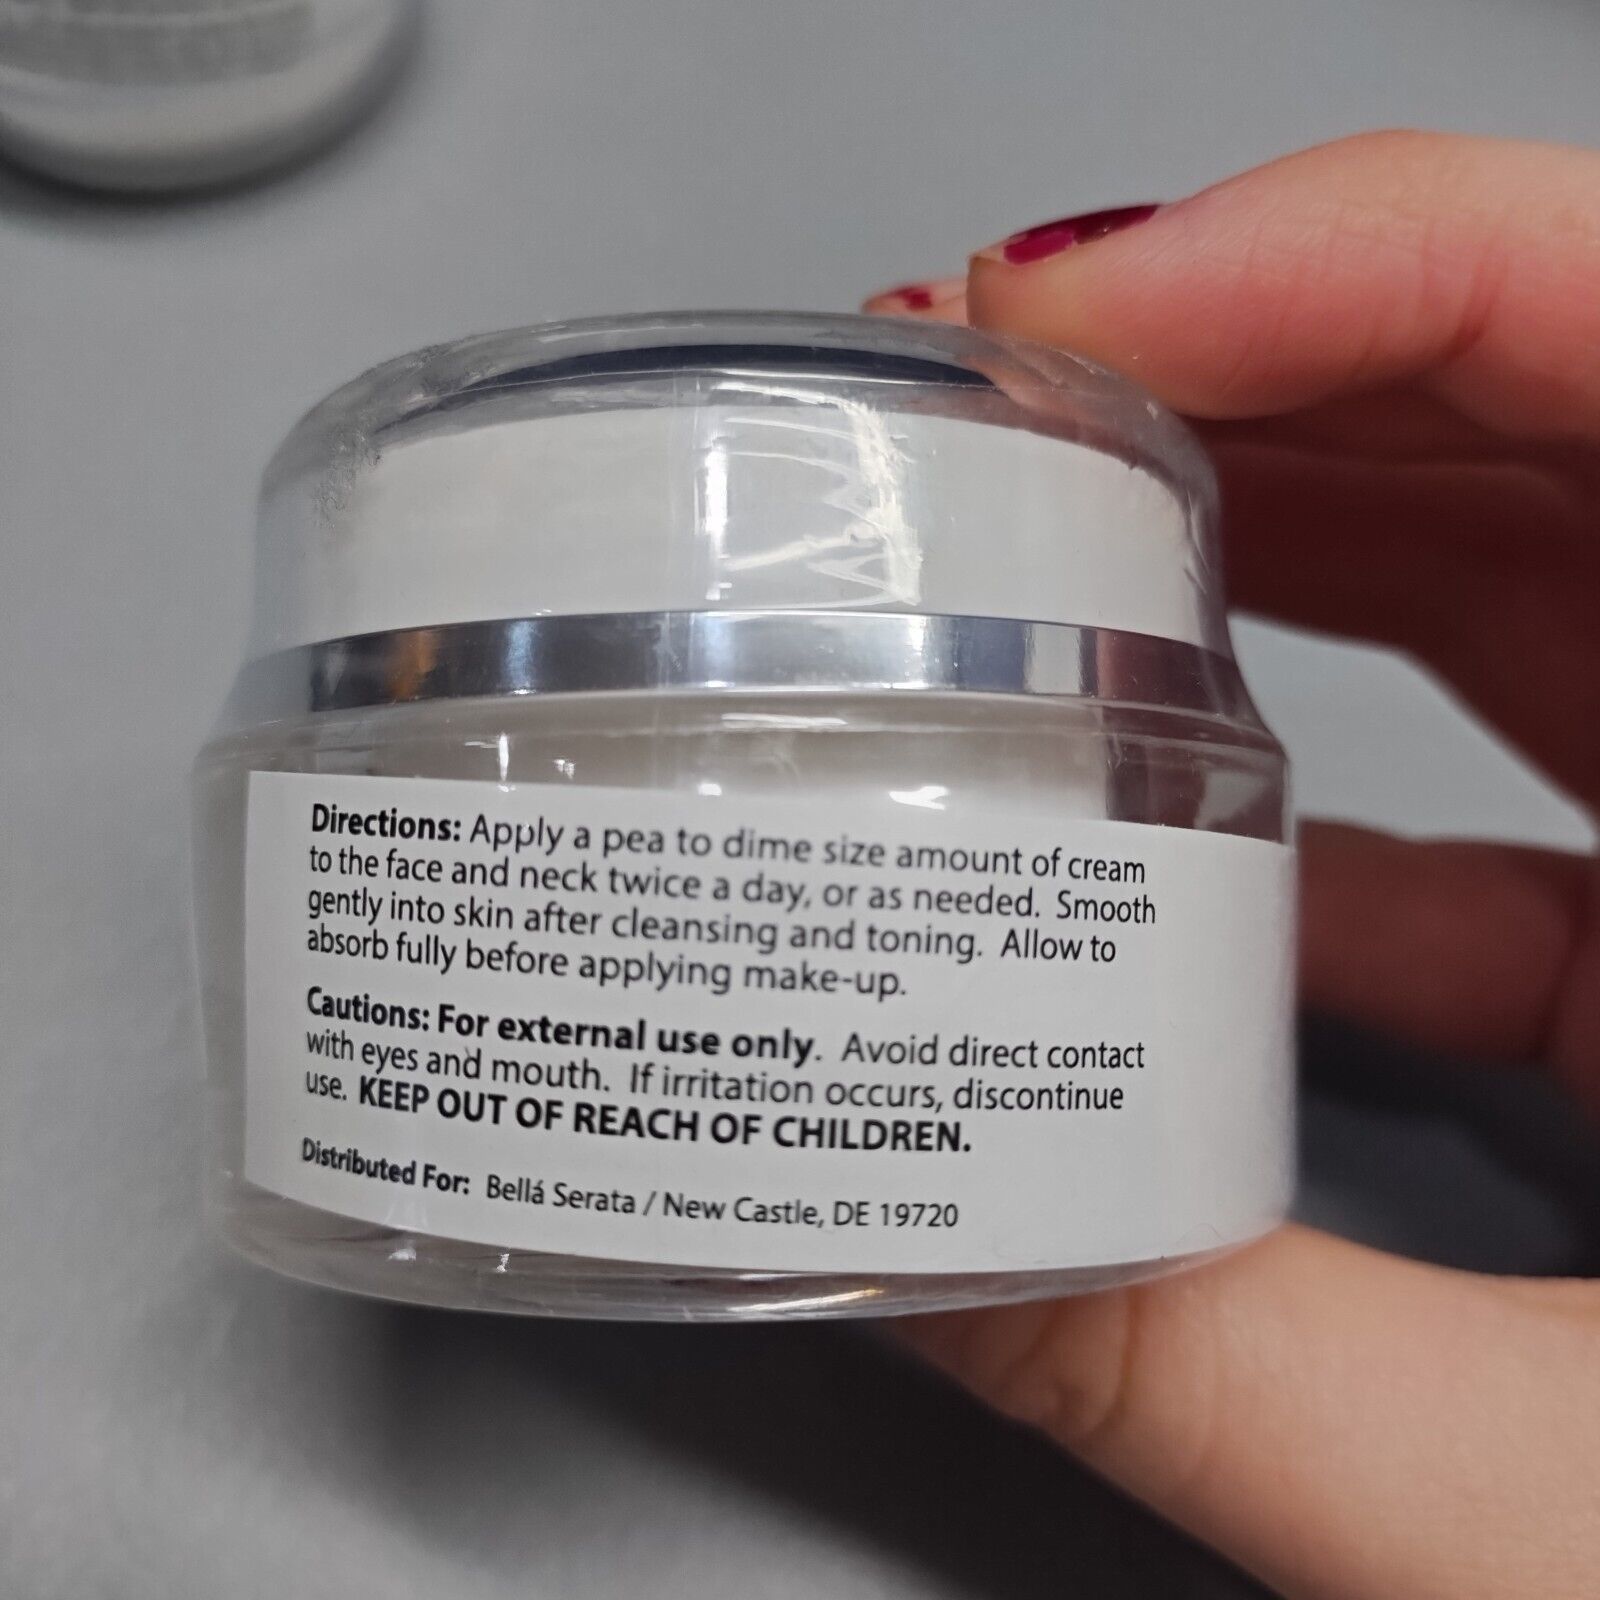 Directions: Apply a pea to dime size amount of cream
to the face and neck twice a day, or as needed. Smooth
gently into skin after cleansing and toning. Allow to
absorb fully before applying make-up.
Cautions: For external use only. Avoid direct contact
with eyes and mouth. If irritation occurs, discontinue
use. KEEP OUT OF REACH OF CHILDREN.
Distributed For: Bellá Serata / New Castle, DE 19720